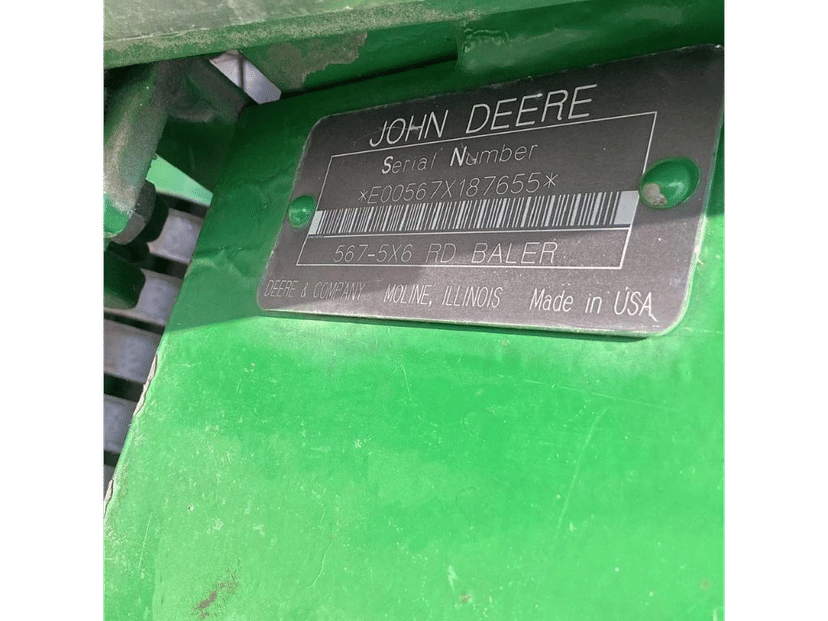 JOHN DEERE
Serial Number
*E00567X187655*
567-5X6 RD BALER
DEERE & COMPANY MOLINE, ILLINOIS Made in USA